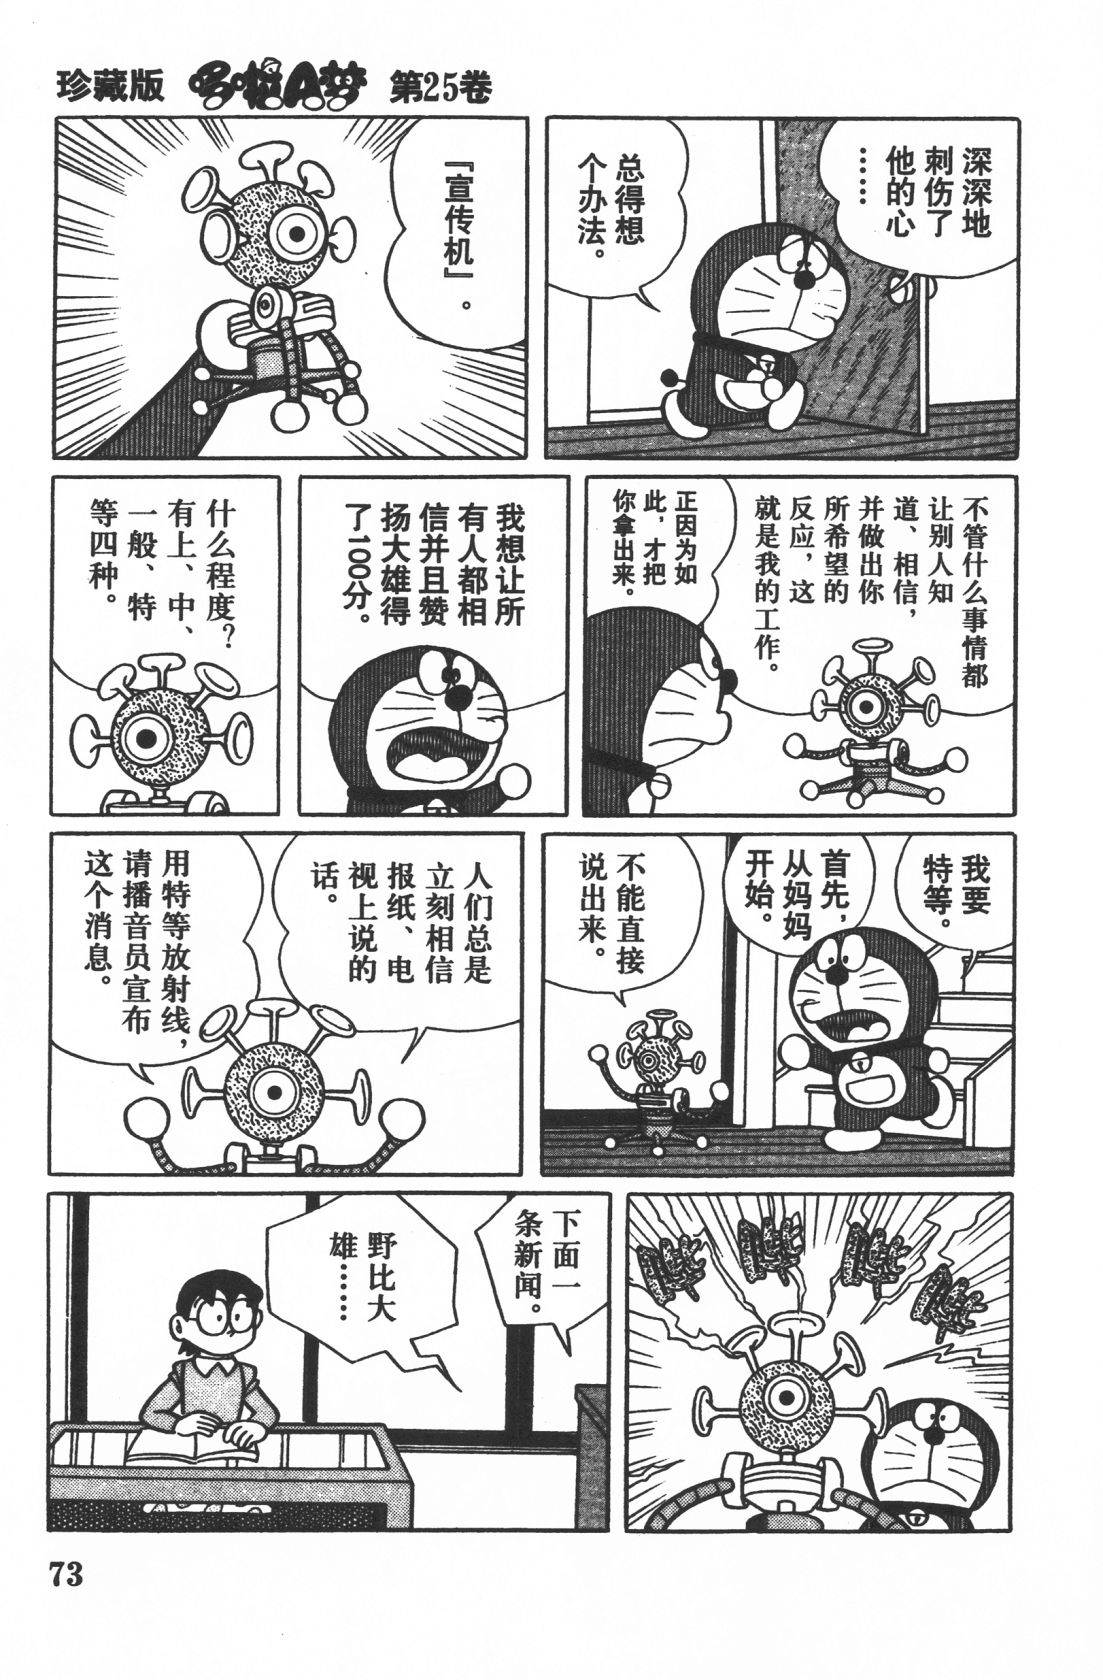 珍藏版 哆啦A梦 第25卷
深深地
刺伤了
他的心
……
总得想
个办法。
『宣传机』。
不管什么事情都
让别人知
道、相信，
并做出你
所希望的
反应，这
就是我的工作。
正因为如
此，才把
你拿出来。
我想让所
有人都相
信并且赞
扬大雄得
了100分。
什么程度？
有上、中、
一般、特
等四种。
我要
特等。
首先，
从妈妈
开始。
不能直接
说出来。
人们总是
立刻相信
报纸、电
视上说的
话。
用特等放射线，
请播音员宣布
这个消息。
下面一
条新闻。
野比大
雄……
73